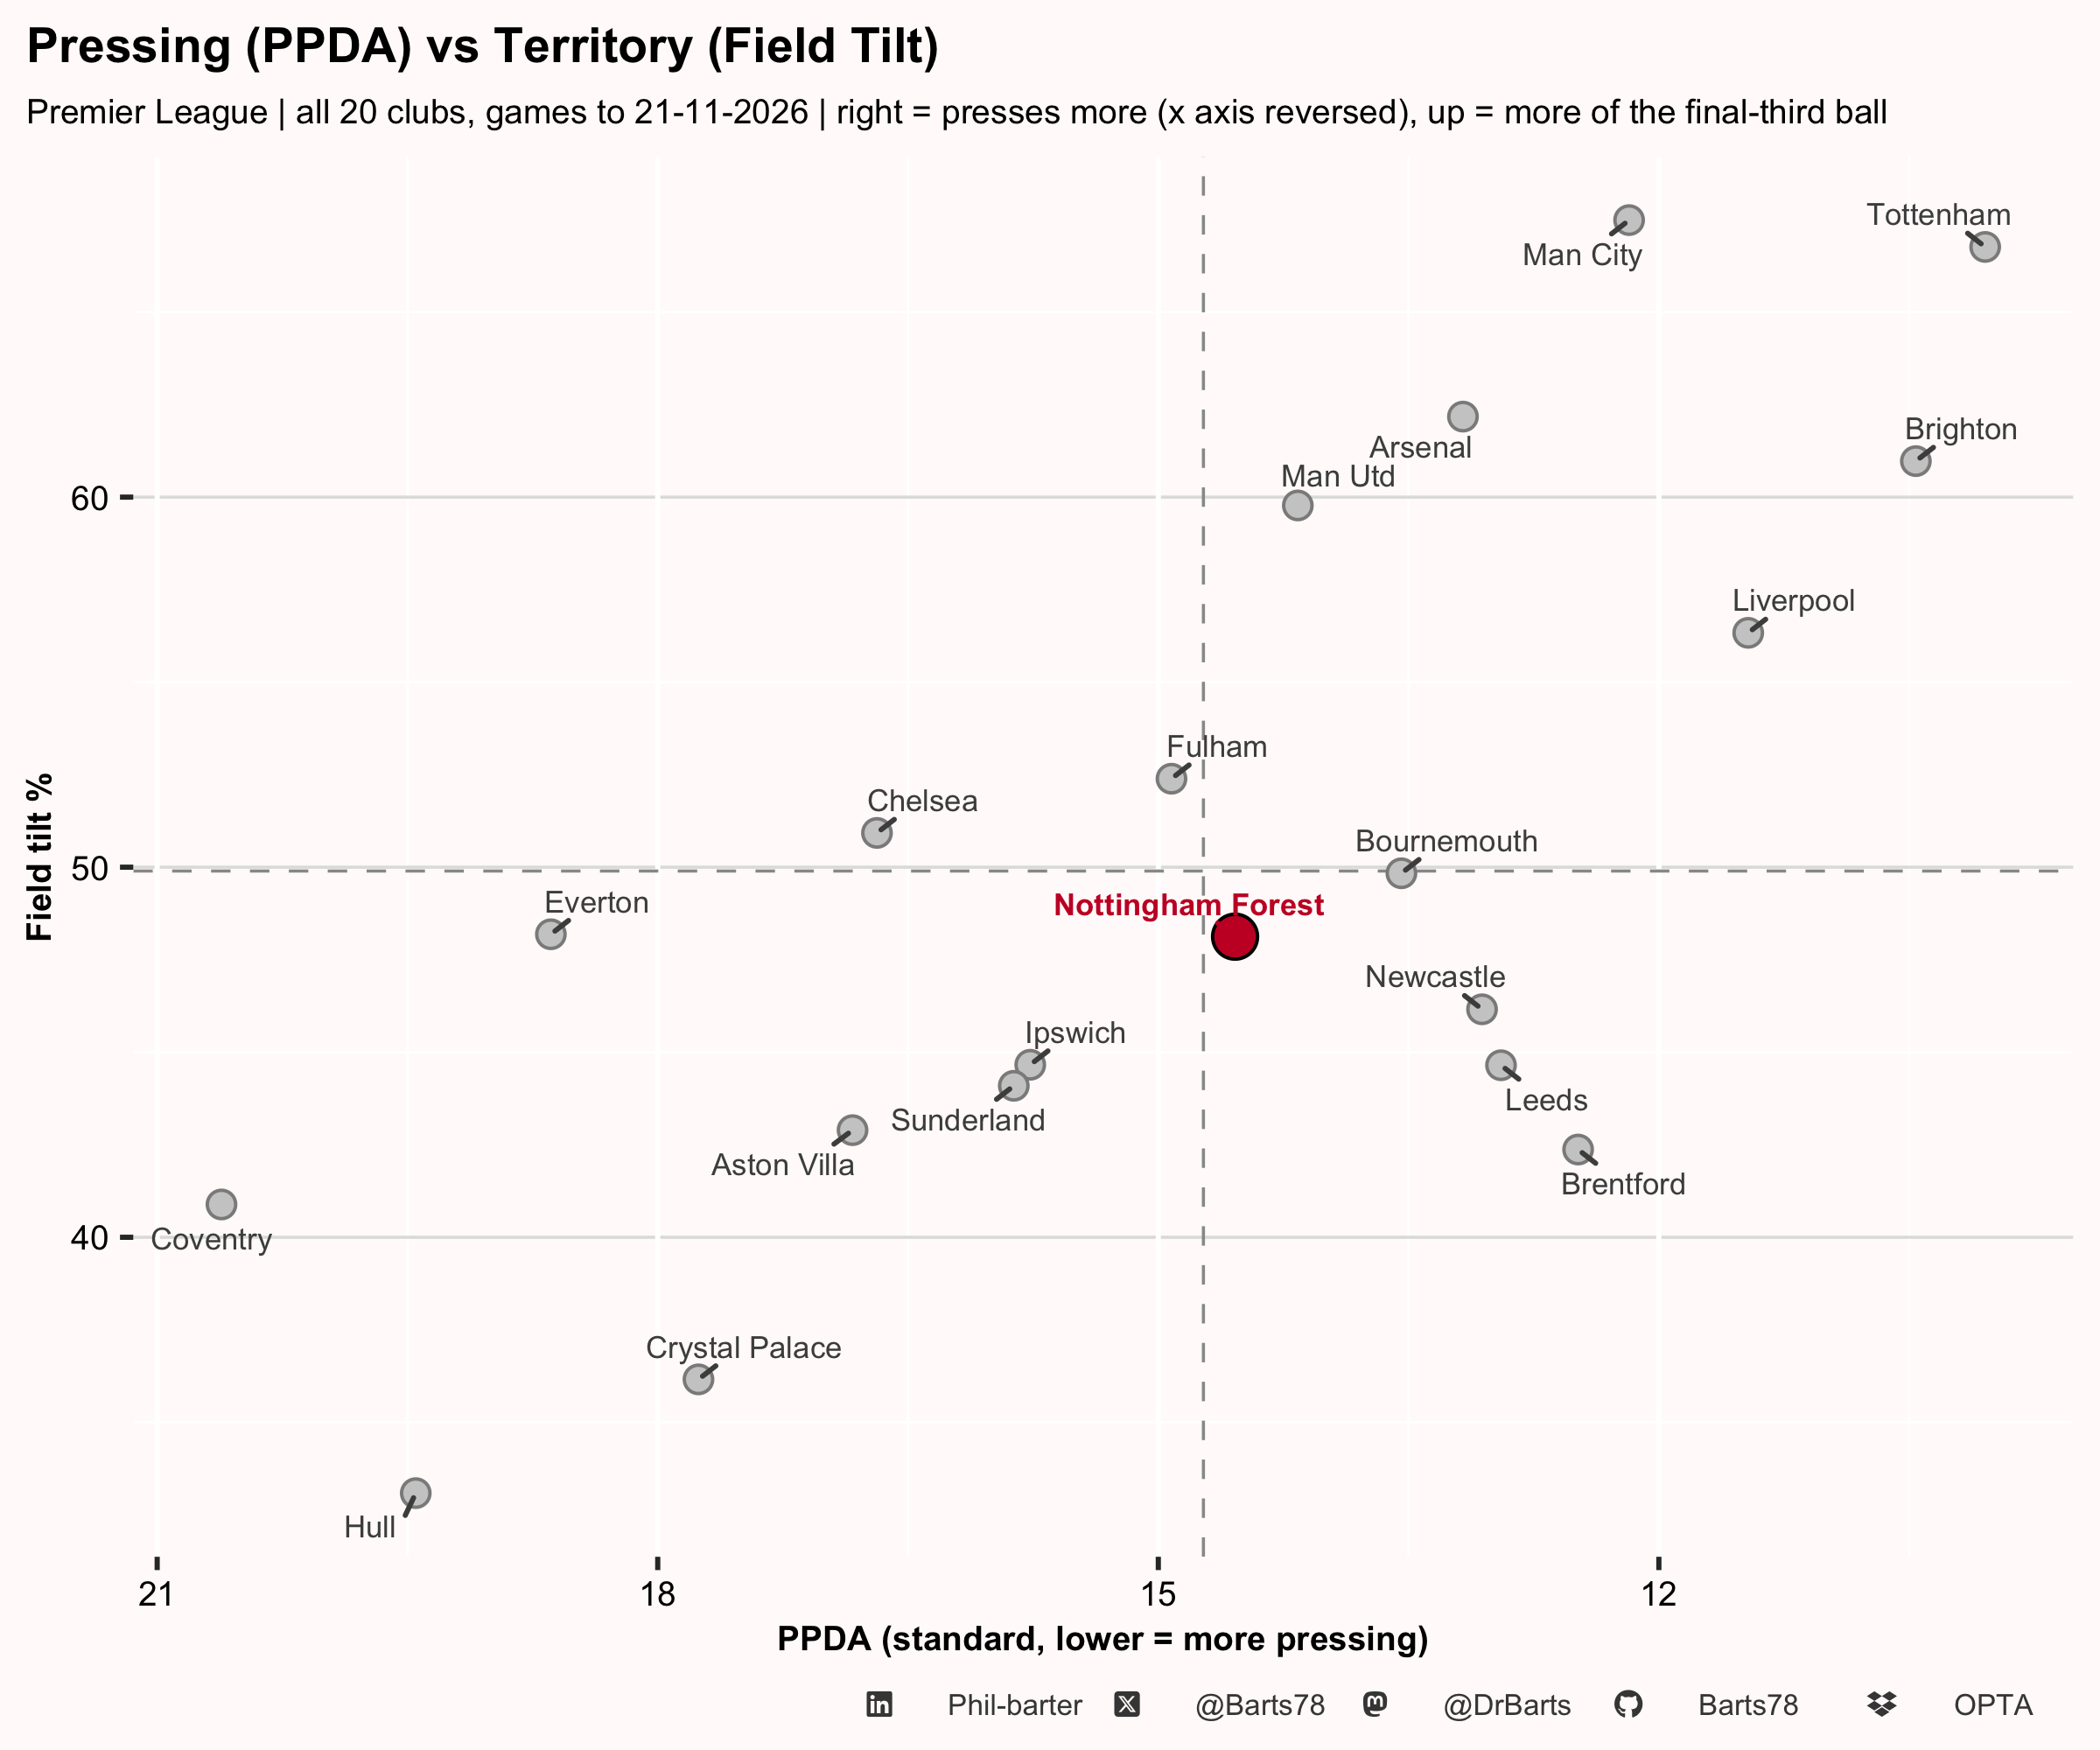 Pressing (PPDA) vs Territory (Field Tilt)
Premier League | all 20 clubs, games to 21-11-2026 | right = presses more (x axis reversed), up = more of the final-third ball
Tottenham
Man City
Brighton
Arsenal
Man Utd
60
Liverpool
Fulham
Chelsea
Bournemouth
50
Field tilt %
Everton
Nottingham Forest
Newcastle
Ipswich
Leeds
Sunderland
Aston Villa
Brentford
Coventry
40
Crystal Palace
Hull
21 18 15 12
PPDA (standard, lower = more pressing)
Phil-barter @Barts78 @DrBarts Barts78 OPTA